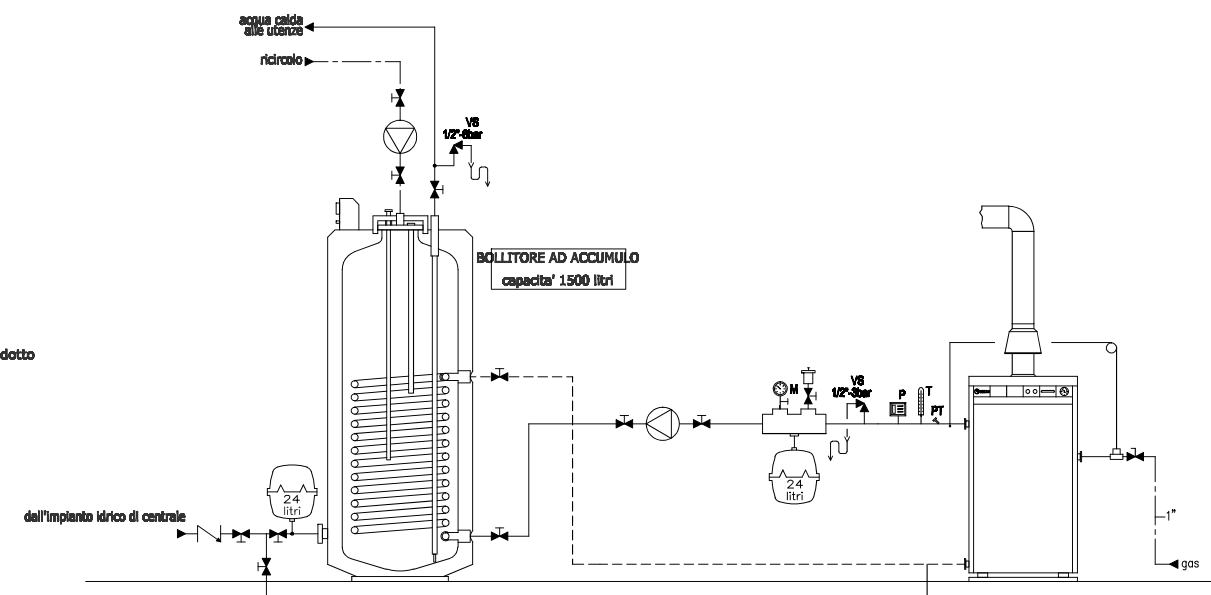 acqua calda
alle utenze
ricircolo
VS
1/2"-6bar
BOLLITORE AD ACCUMULO
capacita' 1500 litri
dotto
M
VS
1/2"-3bar
P
T
PT
24
litri
24
litri
dall'impianto idrico di centrale
1"
gas